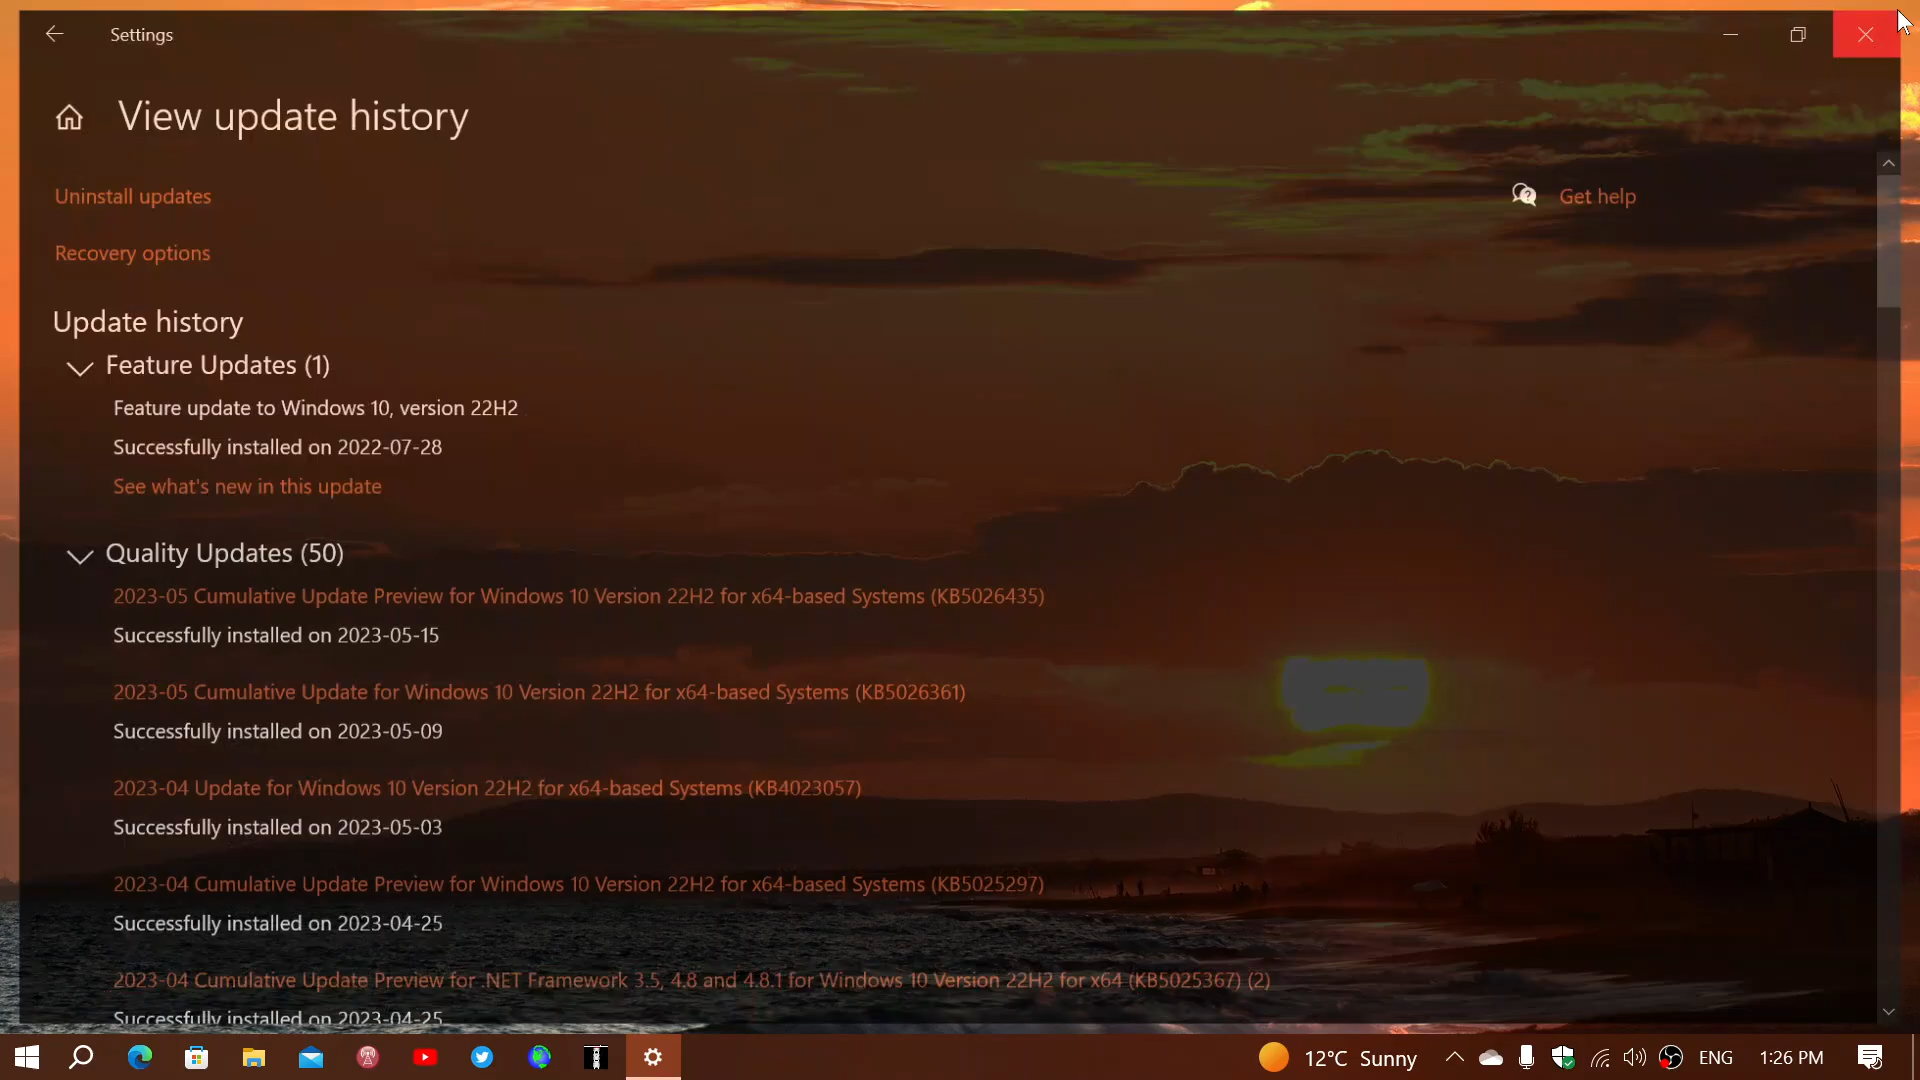 Settings
View update history
Uninstall updates
Get help
Recovery options
Update history
Feature Updates (1)
Feature update to Windows 10, version 22H2
Successfully installed on 2022-07-28
See what's new in this update
Quality Updates (50)
2023-05 Cumulative Update Preview for Windows 10 Version 22H2 for x64-based Systems (KB5026435)
Successfully installed on 2023-05-15
2023-05 Cumulative Update for Windows 10 Version 22H2 for x64-based Systems (KB5026361)
Successfully installed on 2023-05-09
2023-04 Update for Windows 10 Version 22H2 for x64-based Systems (KB4023057)
Successfully installed on 2023-05-03
2023-04 Cumulative Update Preview for Windows 10 Version 22H2 for x64-based Systems (KB5025297)
Successfully installed on 2023-04-25
2023-04 Cumulative Update Preview for .NET Framework 3.5, 4.8 and 4.8.1 for Windows 10 Version 22H2 for x64 (KB5025367) (2)
Successfully installed on 2023-04-25
12°C Sunny
ENG
1:26 PM